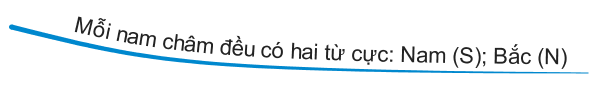 Mỗi nam châm đều có hai từ cực: Nam (S); Bắc (N)